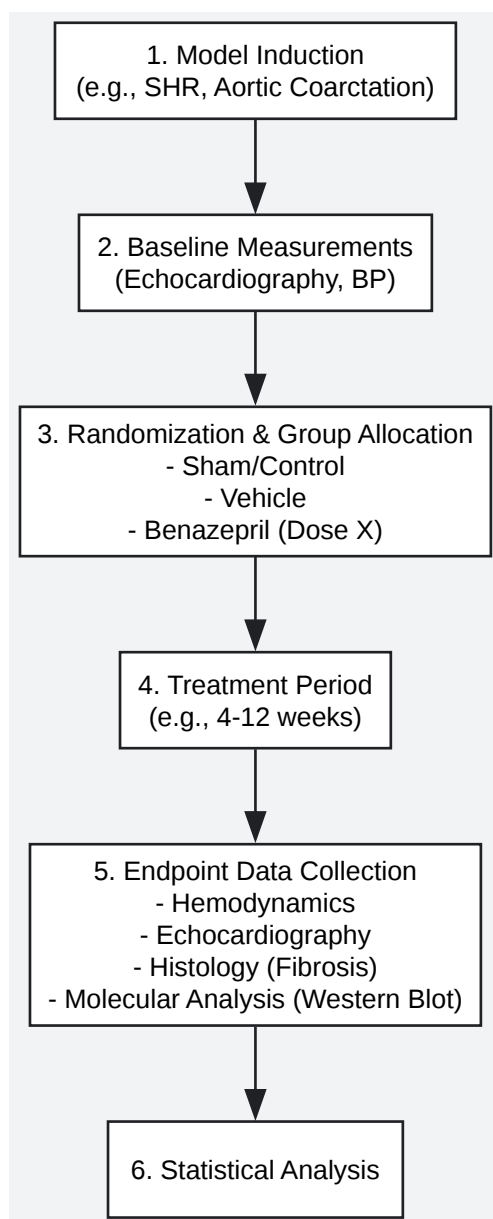 1. Model Induction
(e.g., SHR, Aortic Coarctation)
2. Baseline Measurements
(Echocardiography, BP)
3. Randomization & Group Allocation
- Sham/Control
- Vehicle
- Benazepril (Dose X)
4. Treatment Period
(e.g., 4-12 weeks)
5. Endpoint Data Collection
- Hemodynamics
- Echocardiography
- Histology (Fibrosis)
- Molecular Analysis (Western Blot)
6. Statistical Analysis